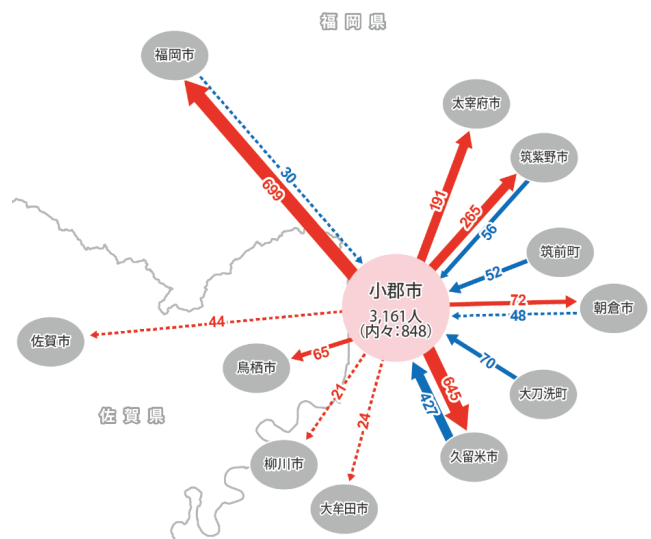 福岡県
福岡市
太宰府市
筑紫野市
30
699
191
265
56
筑前町
52
小郡市
3,161人
（内々：848）
72
朝倉市
48
44
佐賀市
65
鳥栖市
70
大刀洗町
21
24
645
427
佐賀県
柳川市
久留米市
大牟田市